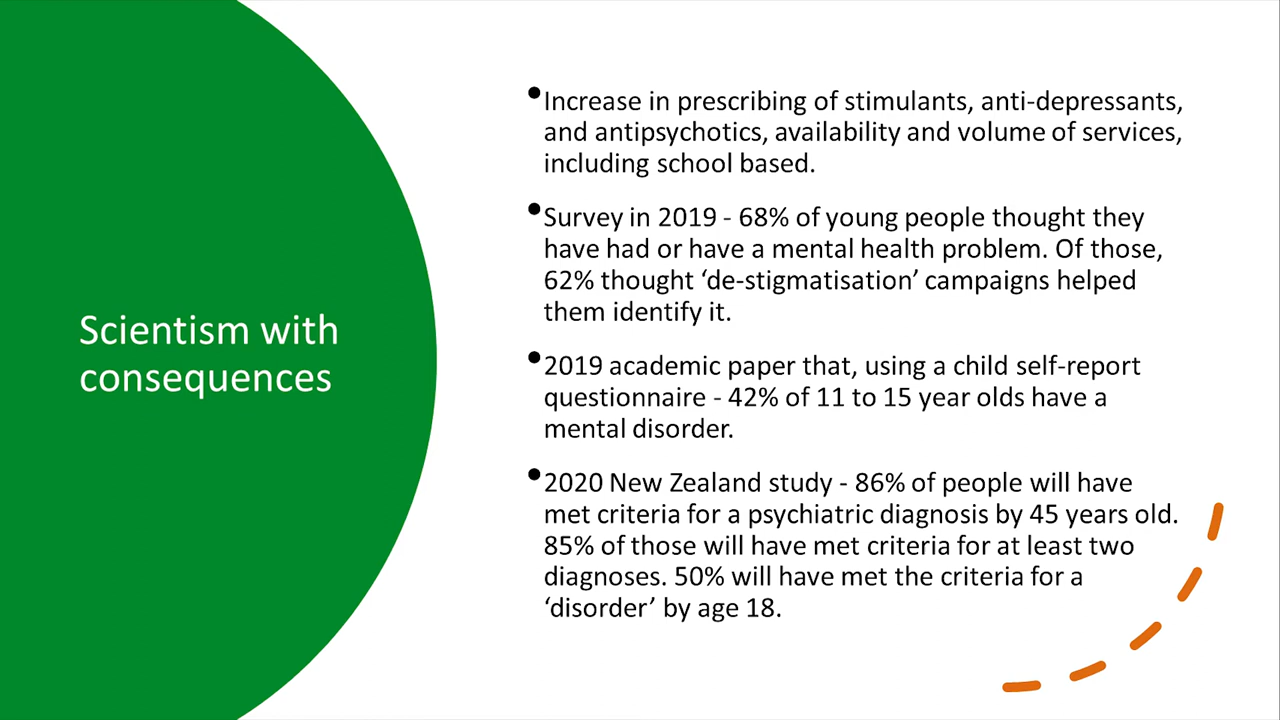 Scientism with
consequences
•Increase in prescribing of stimulants, anti-depressants,
and antipsychotics, availability and volume of services,
including school based.
•Survey in 2019 - 68% of young people thought they
have had or have a mental health problem. Of those,
62% thought ‘de-stigmatisation’ campaigns helped
them identify it.
•2019 academic paper that, using a child self-report
questionnaire - 42% of 11 to 15 year olds have a
mental disorder.
•2020 New Zealand study - 86% of people will have
met criteria for a psychiatric diagnosis by 45 years old.
85% of those will have met criteria for at least two
diagnoses. 50% will have met the criteria for a
‘disorder’ by age 18.